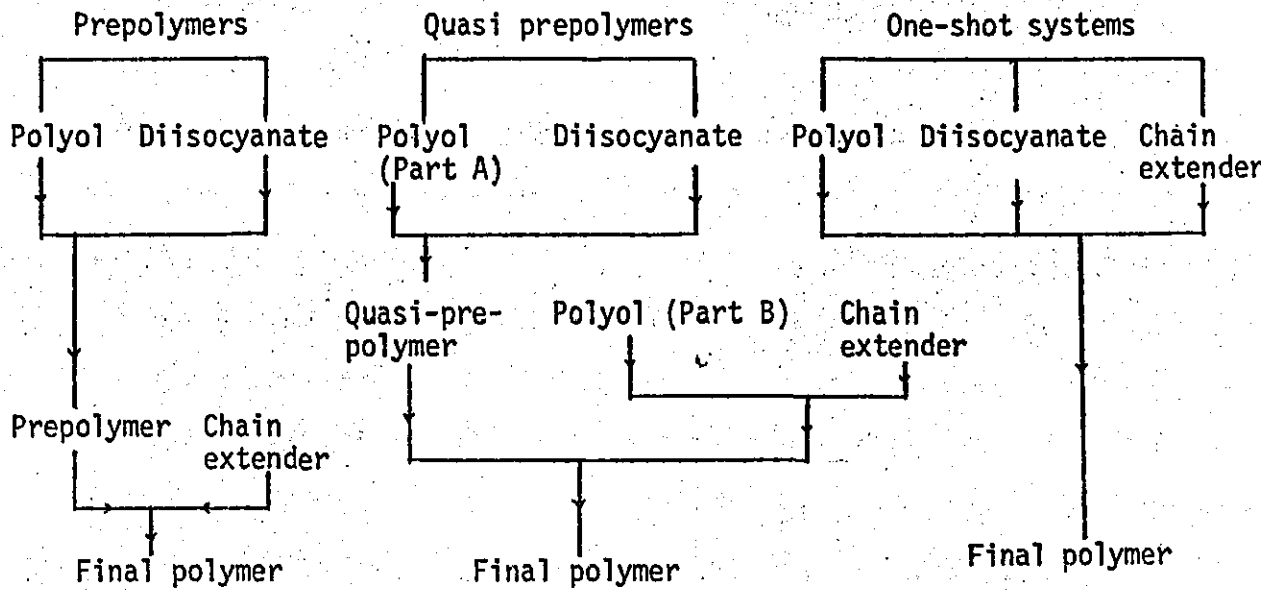 Prepolymers
Quasi prepolymers
One-shot systems
Polyol Diisocyanate
Polyol
(Part A)
Diisocyanate
Polyol Diisocyanate Chain
extender
Quasi-pre-
polymer
Polyol (Part B)
Chain
extender
Prepolymer Chain
extender
Final polymer
Final polymer
Final polymer